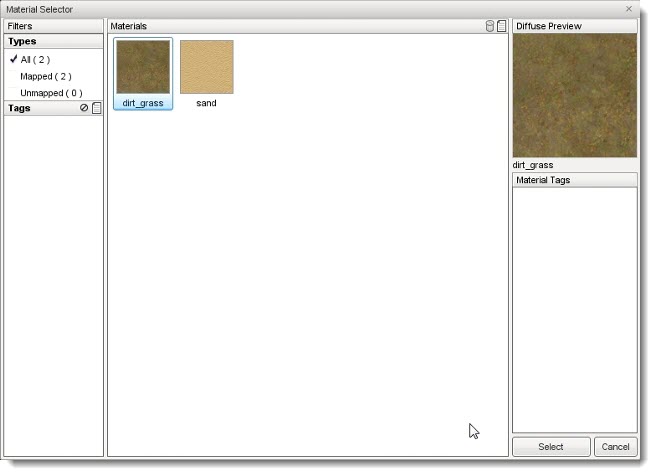 Material Selector
Filters
Types
All ( 2 )
Mapped ( 2 )
Unmapped ( 0 )
Tags
Materials
dirt_grass
sand
Diffuse Preview
dirt_grass
Material Tags
Select
Cancel